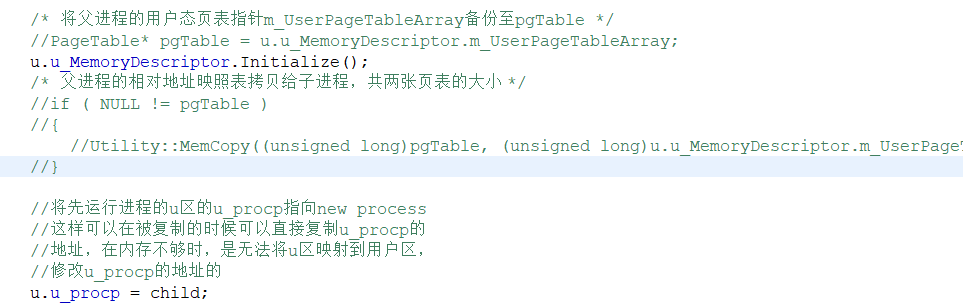 /* 将父进程的用户态页表指针m_UserPageTableArray备份至pgTable */
//PageTable* pgTable = u.u_MemoryDescriptor.m_UserPageTableArray;
u.u_MemoryDescriptor.Initialize();
/* 父进程的相对地址映照表拷贝给子进程，共两张页表的大小 */
//if ( NULL != pgTable )
//{
//Utility::MemCopy((unsigned long)pgTable, (unsigned long)u.u_MemoryDescriptor.m_UserPageT
//}
//将先运行进程的u区的u_procp指向new process
//这样可以在被复制的时候可以直接复制u_procp的
//地址，在内存不够时，是无法将u区映射到用户区，
//修改u_procp的地址的
u.u_procp = child;